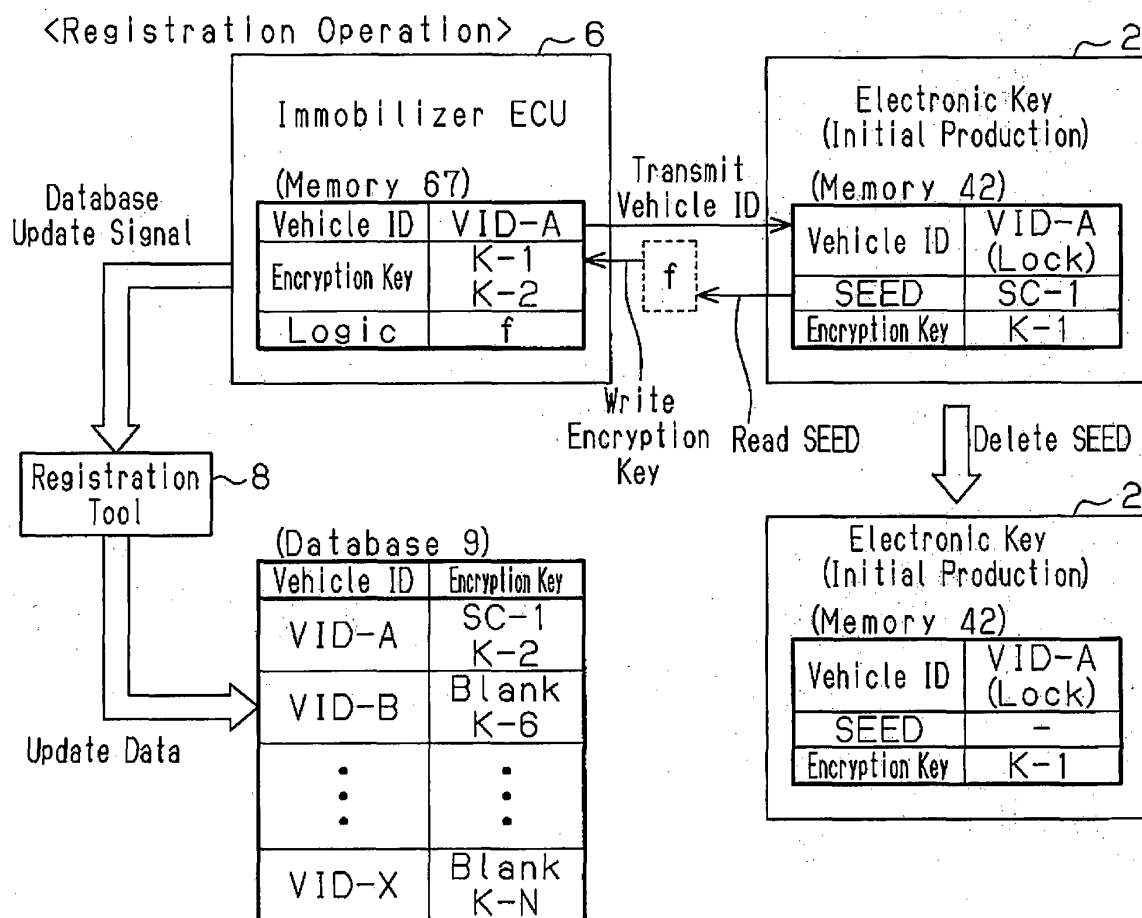 <Registration Operation>
6
Immobilizer ECU
(Memory 67)
Vehicle ID VID-A
Encryption Key K-1
K-2
Logic f
Transmit
Vehicle ID
f
Write
Encryption
Key
Read SEED
2
Electronic Key
(Initial Production)
(Memory 42)
Vehicle ID VID-A
(Lock)
SEED SC-1
Encryption Key K-1
Delete SEED
2
Electronic Key
(Initial Production)
(Memory 42)
Vehicle ID VID-A
(Lock)
SEED -
Encryption Key K-1
Database
Update Signal
Registration
Tool
8
Update Data
(Database 9)
Vehicle ID Encryption Key
VID-A SC-1
K-2
VID-B Blank
K-6
VID-X Blank
K-N